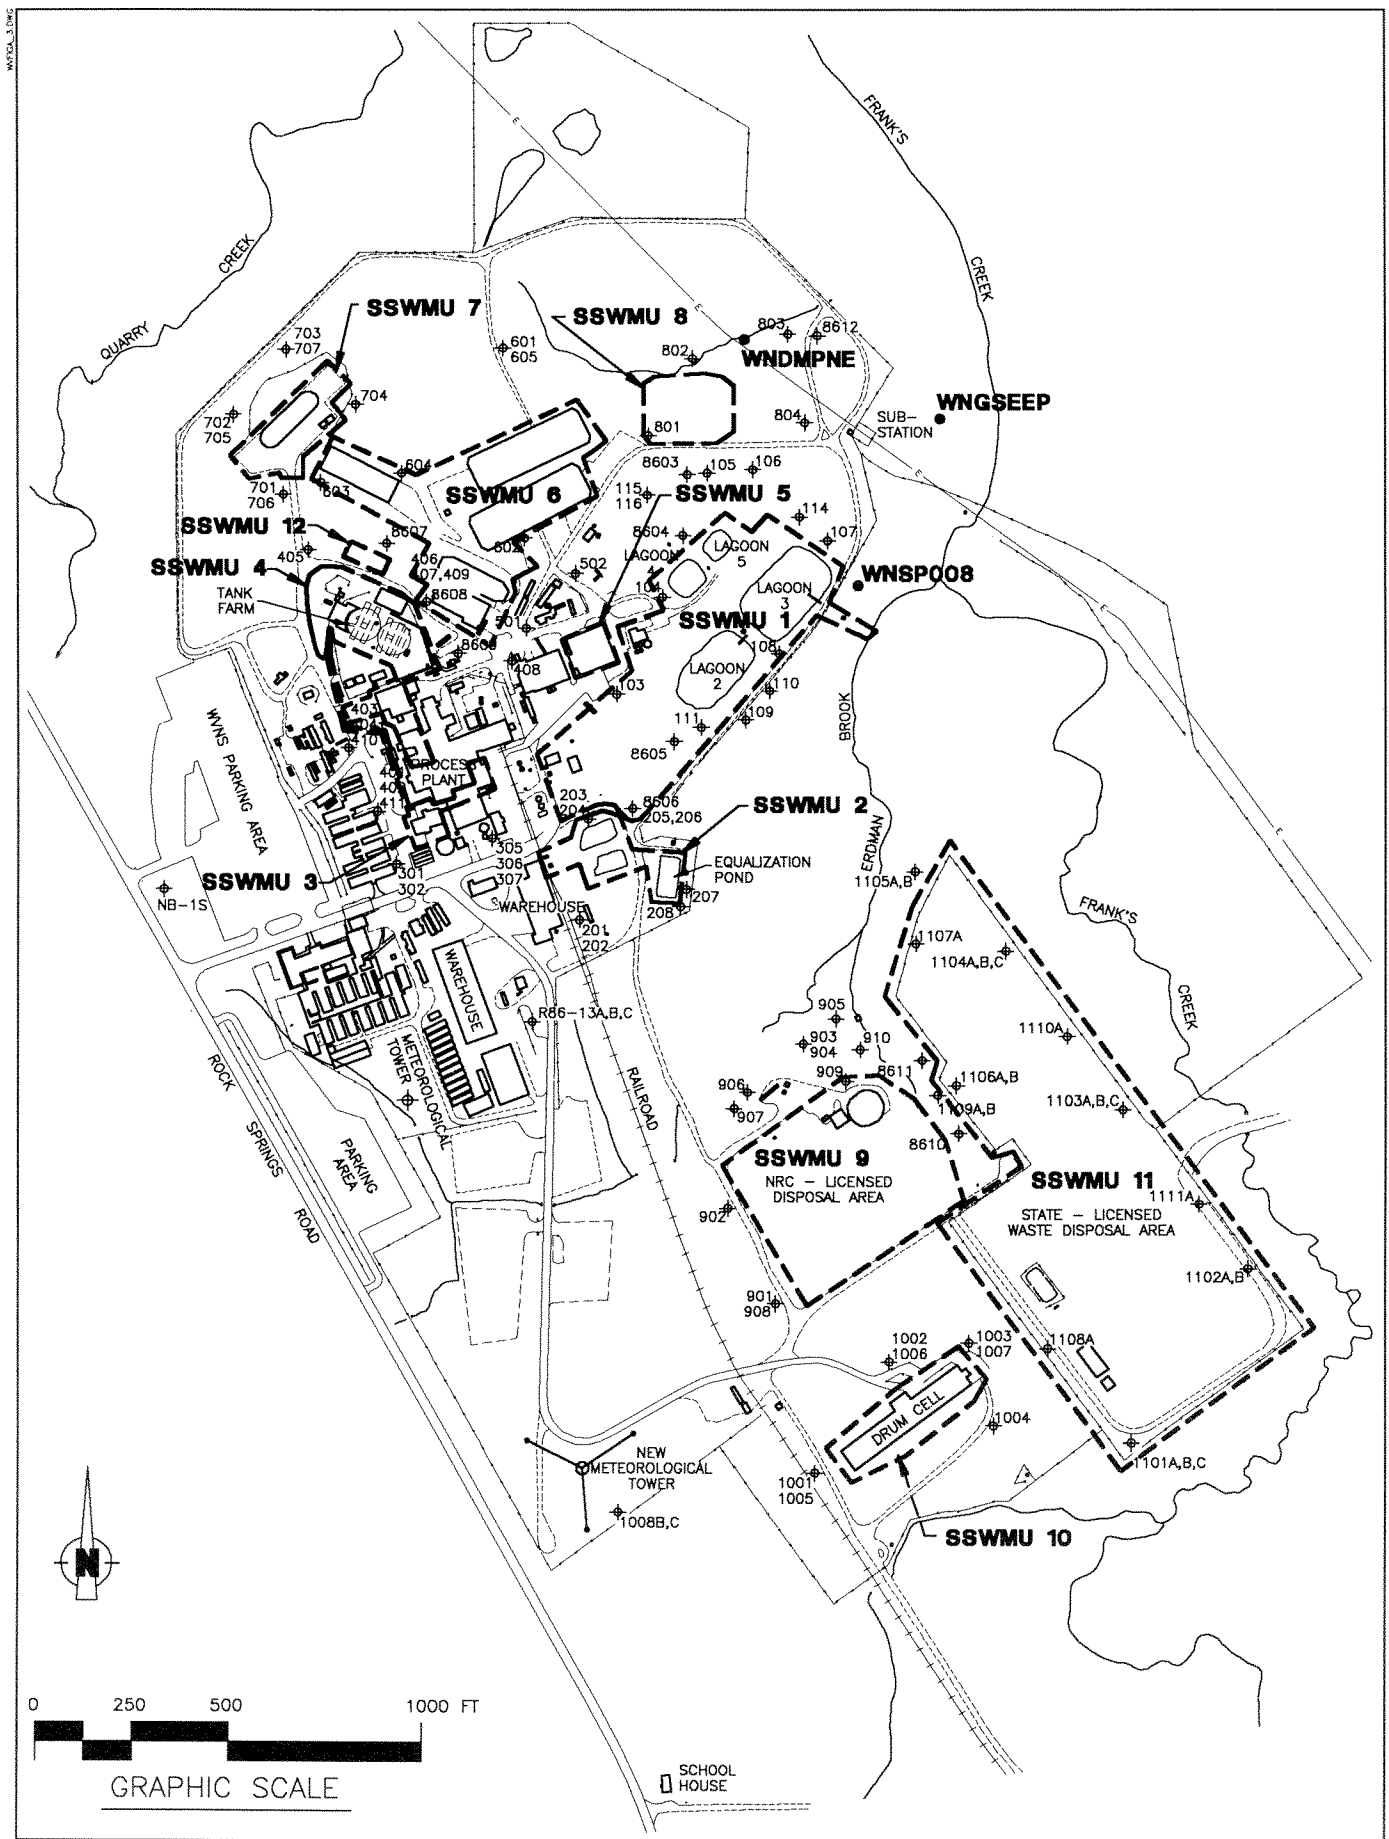 FRANK'S
CREEK
QUARRY
CREEK
SSWMU 7
SSWMU 8
703
707
601
605
802
803
8612
WNDMPNE
704
702
705
WNGSEEP
SUB-
STATION
804
801
604
603
701
706
SSWMU 6
8603
105
106
115
116
SSWMU 5
114
SSWMU 12
405
8607
8604
107
602
LAGOON
4
LAGOON
5
502
406
407,409
SSWMU 4
TANK
FARM
8608
WNSP008
LAGOON
3
SSWMU 1
501
408
108
LAGOON
2
103
110
109
111
8605
403
410
WVNS PARKING AREA
PROCESS
PLANT
411
BROOK
ERDMAN
203
204
8606
205,206
SSWMU 2
EQUALIZATION
POND
305
306
307
SSWMU 3
301
302
NB-1S
207
208
WAREHOUSE
201
202
1105A,B
FRANK'S
CREEK
1107A
1104A,B,C
WAREHOUSE
R86-13A,B,C
905
903
904
910
1110A
909
8611
METEOROLOGICAL
TOWER
RAILROAD
906
907
1106A,B
1109A,B
1103A,B,C
8610
ROCK
SPRINGS
ROAD
PARKING
AREA
SSWMU 9
NRC - LICENSED
DISPOSAL AREA
SSWMU 11
STATE - LICENSED
WASTE DISPOSAL AREA
1111A
902
1102A,B
901
908
1002
1006
1003
1007
1108A
DRUM CELL
1004
NEW
METEOROLOGICAL
TOWER
1001
1005
1101A,B,C
1008B,C
SSWMU 10
N
0 250 500 1000 FT
GRAPHIC SCALE
SCHOOL
HOUSE